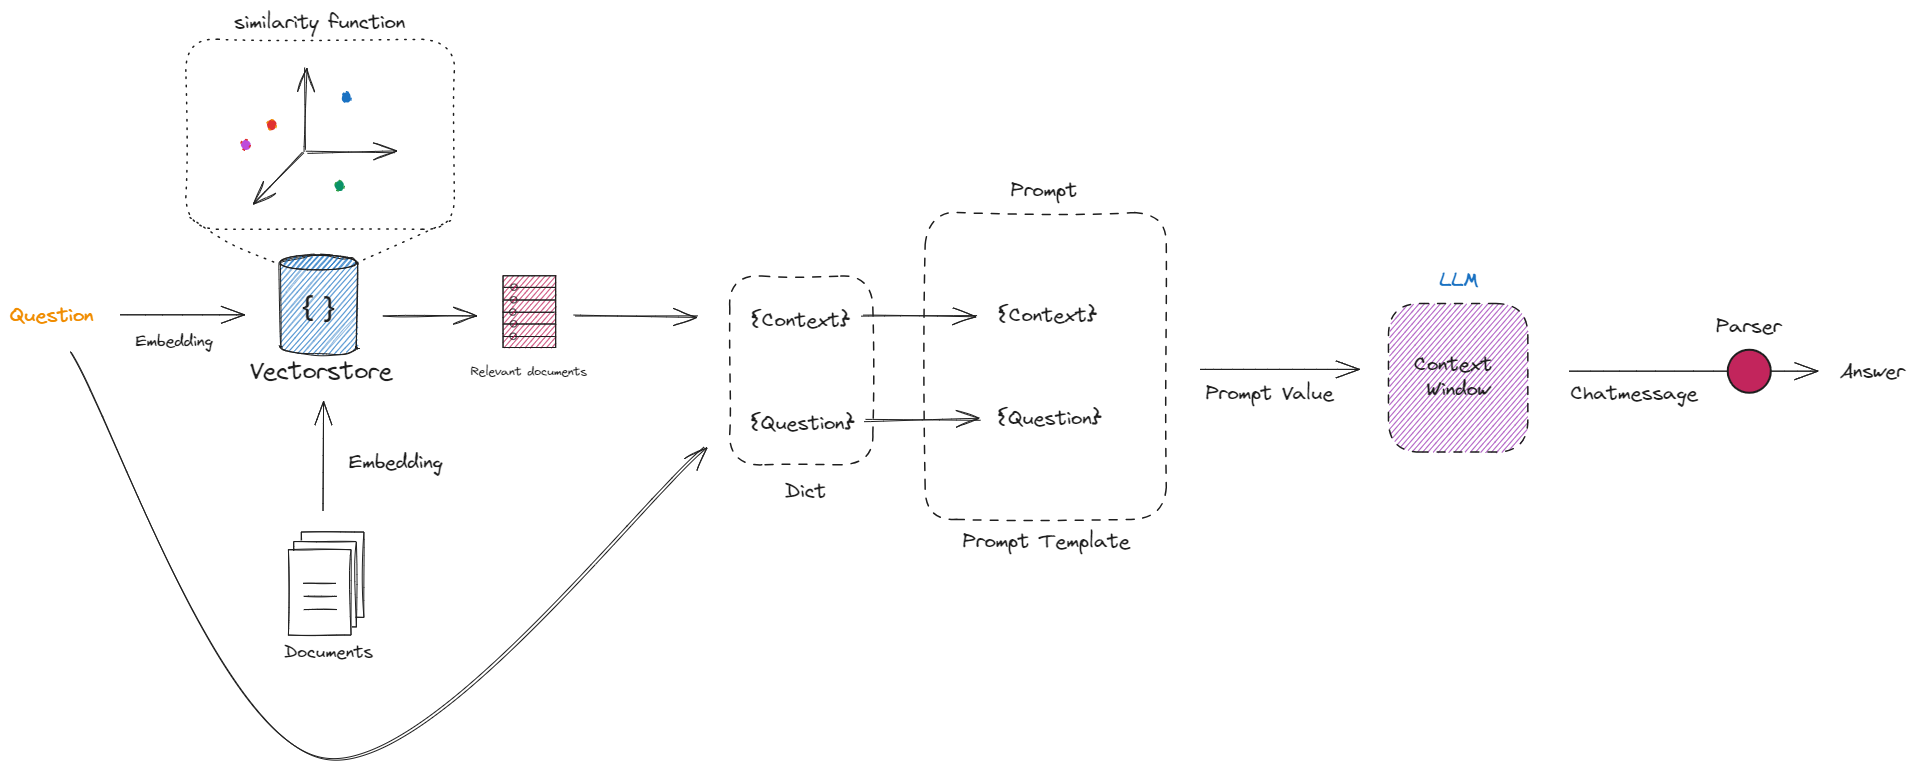 similarity function
Question
Embedding
{ }
Vectorstore
Relevant documents
Embedding
Documents
{Context}
{Question}
Dict
Prompt
{Context}
{Question}
Prompt Template
Prompt Value
LLM
Context
Window
Chatmessage
Parser
Answer